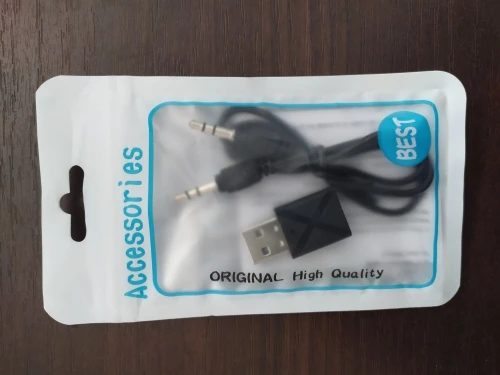 Accessories
BEST
ORIGINAL High Quality